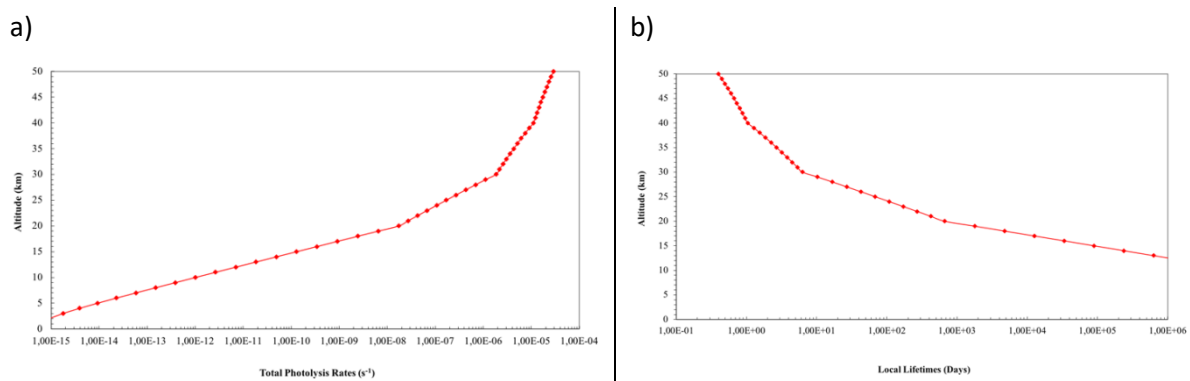 a)
50
45
40
35
30
25
20
15
10
5
0
Altitude (km)
1,00E-15 1,00E-14 1,00E-13 1,00E-12 1,00E-11 1,00E-10 1,00E-09 1,00E-08 1,00E-07 1,00E-06 1,00E-05 1,00E-04
Total Photolysis Rates (s⁻¹)
b)
50
45
40
35
30
25
20
15
10
5
0
Altitude (km)
1,00E-01 1,00E+00 1,00E+01 1,00E+02 1,00E+03 1,00E+04 1,00E+05 1,00E+06
Local Lifetimes (Days)